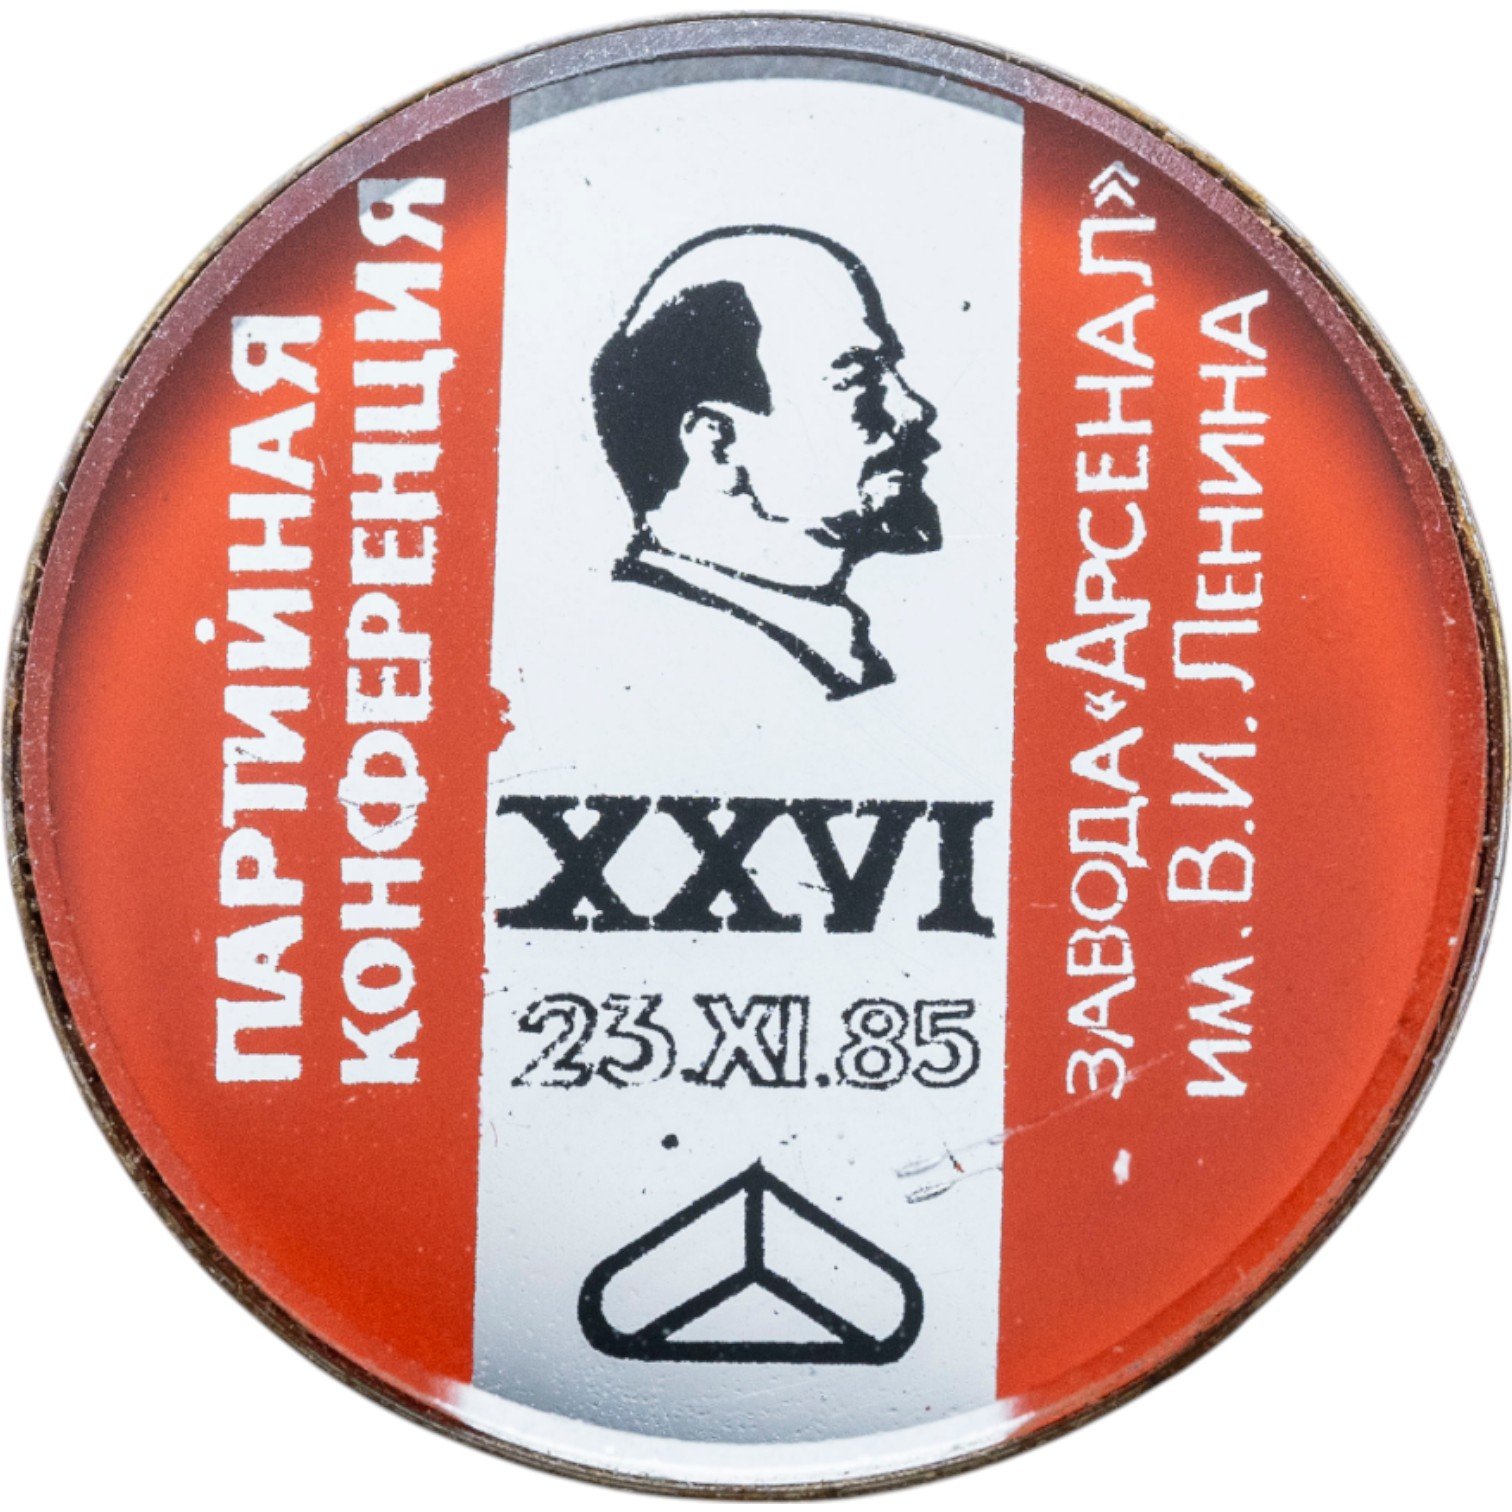 ПАРТИЙНАЯ
КОНФЕРЕНЦИЯ
XXVI
23.XI.85
ЗАВОДА «АРСЕНАЛ»
ИМ. В.И. ЛЕНИНА